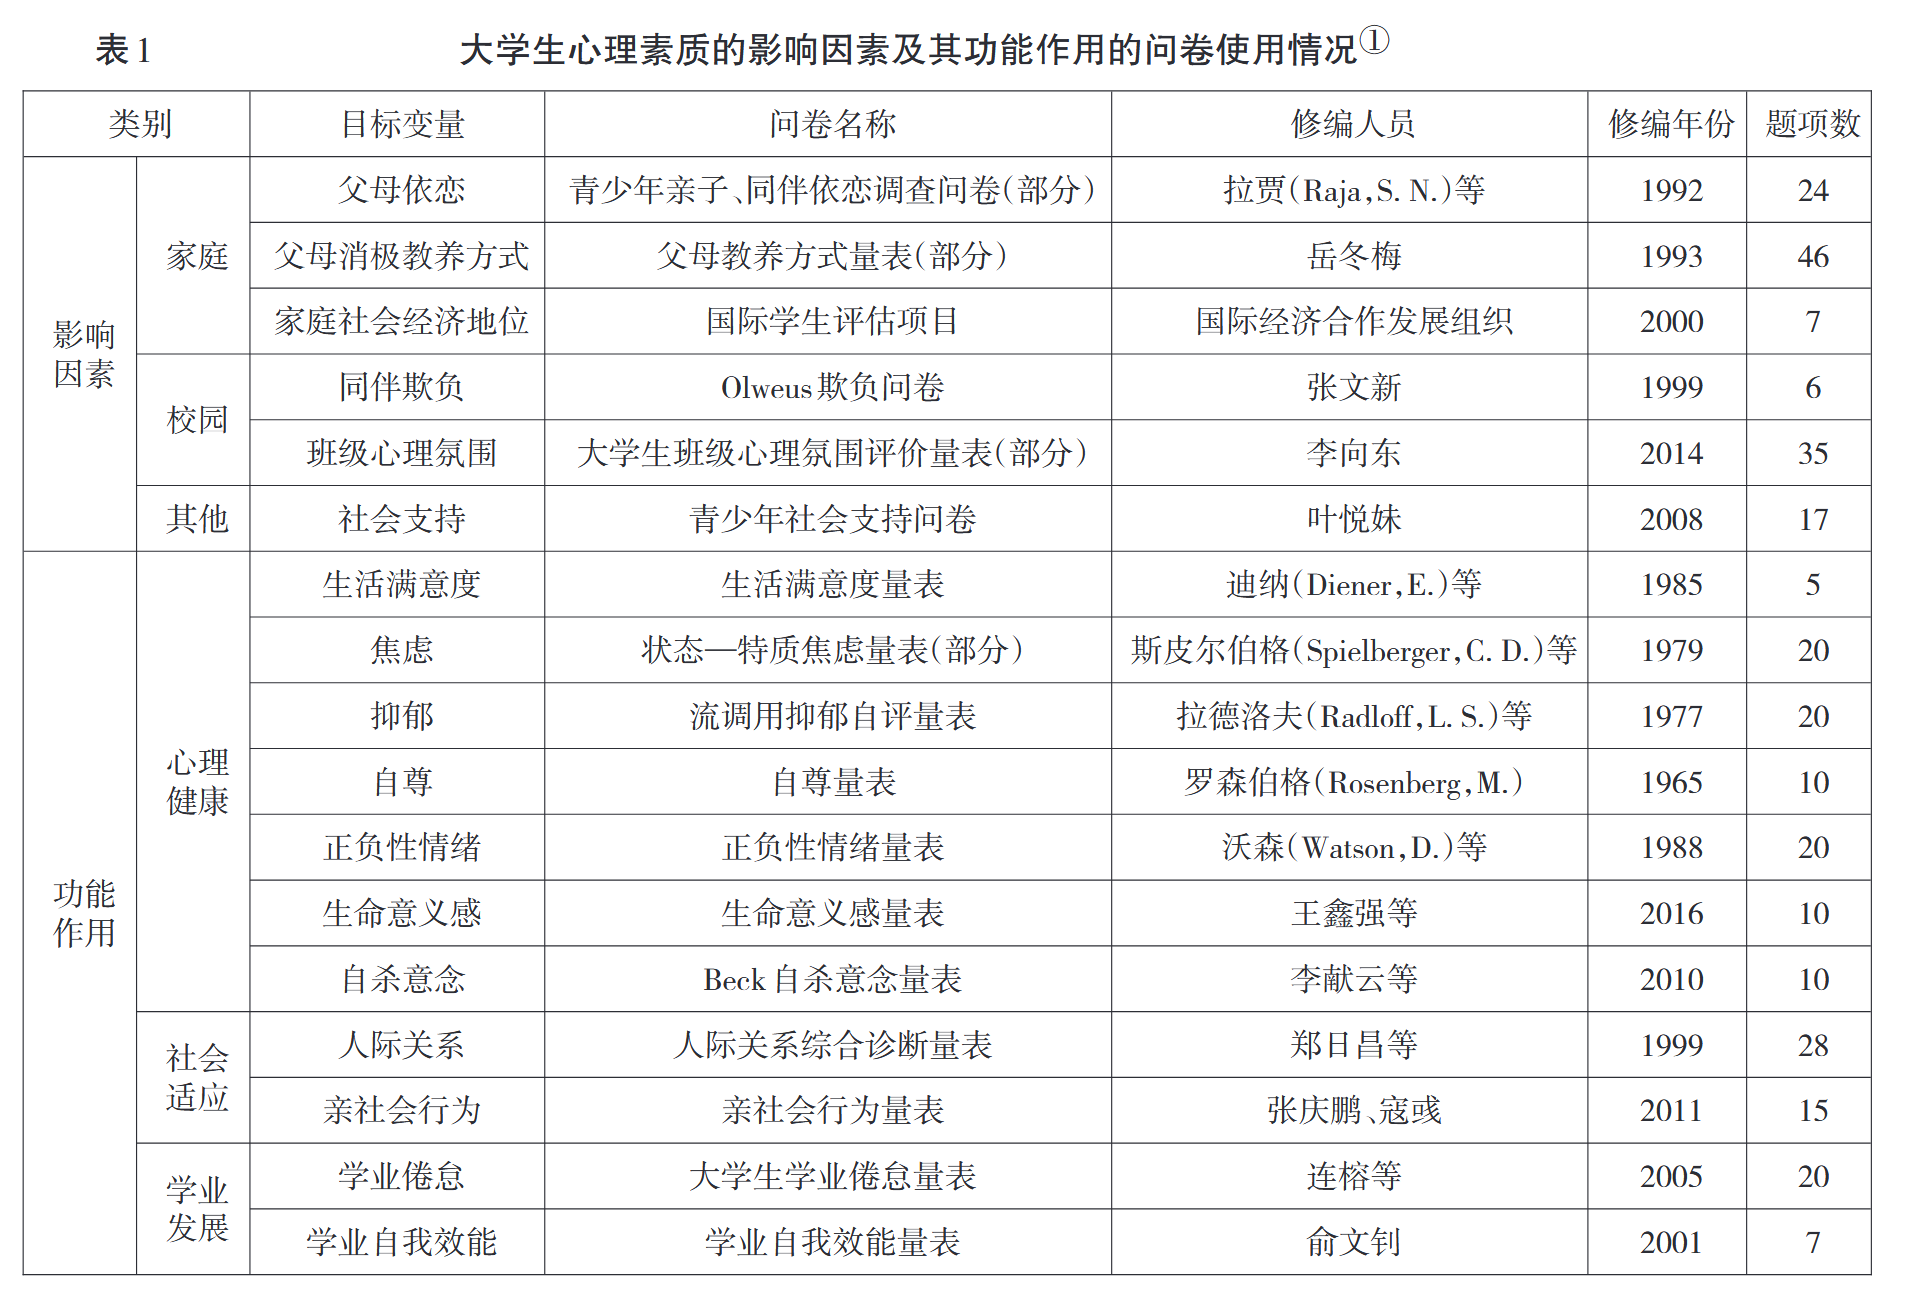 表1 大学生心理素质的影响因素及其功能作用的问卷使用情况①
类别 目标变量 问卷名称 修编人员 修编年份 题项数
影响因素 家庭 父母依恋 青少年亲子、同伴依恋调查问卷(部分) 拉贾(Raja,S. N.)等 1992 24
父母消极教养方式 父母教养方式量表(部分) 岳冬梅 1993 46
家庭社会经济地位 国际学生评估项目 国际经济合作发展组织 2000 7
校园 同伴欺负 Olweus欺负问卷 张文新 1999 6
班级心理氛围 大学生班级心理氛围评价量表(部分) 李向东 2014 35
其他 社会支持 青少年社会支持问卷 叶悦妹 2008 17
功能作用 心理健康 生活满意度 生活满意度量表 迪纳(Diener,E.)等 1985 5
焦虑 状态—特质焦虑量表(部分) 斯皮尔伯格(Spielberger,C. D.)等 1979 20
抑郁 流调用抑郁自评量表 拉德洛夫(Radloff,L. S.)等 1977 20
自尊 自尊量表 罗森伯格(Rosenberg,M.) 1965 10
正负性情绪 正负性情绪量表 沃森(Watson,D.)等 1988 20
生命意义感 生命意义感量表 王鑫强等 2016 10
自杀意念 Beck自杀意念量表 李献云等 2010 10
社会适应 人际关系 人际关系综合诊断量表 郑日昌等 1999 28
亲社会行为 亲社会行为量表 张庆鹏、寇彧 2011 15
学业发展 学业倦怠 大学生学业倦怠量表 连榕等 2005 20
学业自我效能 学业自我效能量表 俞文钊 2001 7